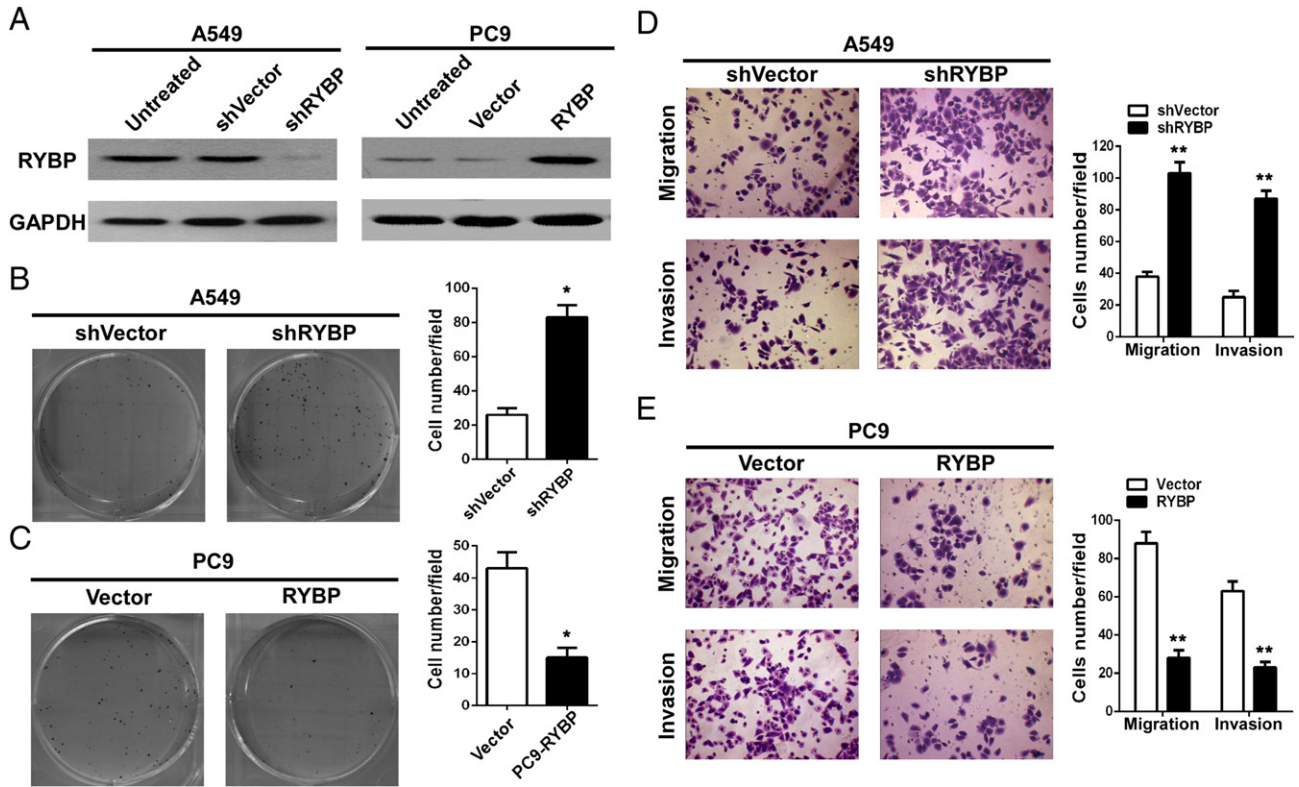 A
A549
PC9
Untreated
shVector
shRYBP
Untreated
Vector
RYBP
RYBP
GAPDH
B
A549
shVector
shRYBP
Cell number/field
100
80
60
40
20
0
*
shVector
shRYBP
C
PC9
Vector
RYBP
Cell number/field
50
40
30
20
10
0
*
Vector
PC9-RYBP
D
A549
shVector
shRYBP
Migration
Invasion
shVector
shRYBP
Cells number/field
120
100
80
60
40
20
0
**
**
Migration
Invasion
E
PC9
Vector
RYBP
Migration
Invasion
Vector
RYBP
Cells number/field
100
80
60
40
20
0
**
**
Migration
Invasion